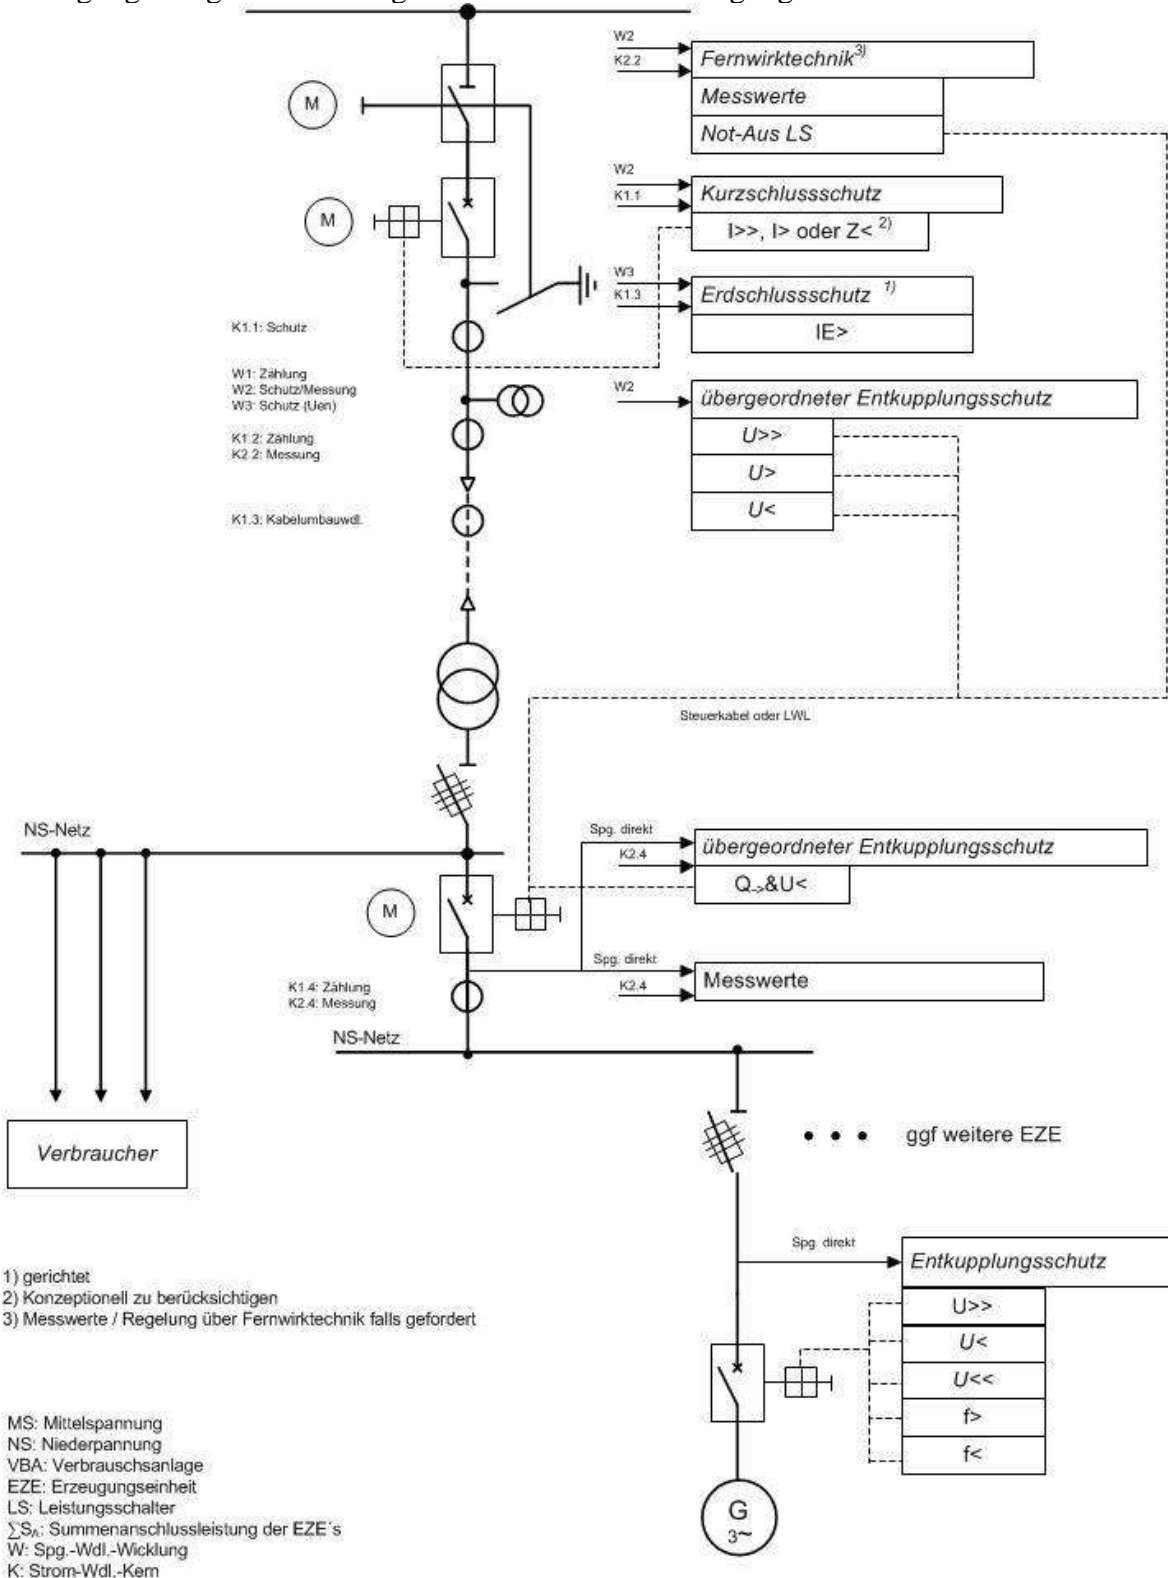 W2
K2.2
Fernwirktechnik3)
Messwerte
Not-Aus LS
M
W2
K1.1
Kurzschlussschutz
I>>, I> oder Z< 2)
M
W3
K1.3
Erdschlussschutz 1)
IE>
K1.1: Schutz
W1: Zählung
W2: Schutz/Messung
W3: Schutz (Uen)
K1.2: Zählung
K2.2: Messung
K1.3: Kabelumbauwdl.
W2
übergeordneter Entkupplungsschutz
U>>
U>
U<
Steuerkabel oder LWL
NS-Netz
Spg. direkt
K2.4
übergeordneter Entkupplungsschutz
Q->&U<
M
Spg. direkt
K2.4
Messwerte
K1.4: Zählung
K2.4: Messung
NS-Netz
Verbraucher
• • • ggf weitere EZE
Spg. direkt
Entkupplungsschutz
U>>
U<
U<<
f>
f<
G
3~
1) gerichtet
2) Konzeptionell zu berücksichtigen
3) Messwerte / Regelung über Fernwirktechnik falls gefordert
MS: Mittelspannung
NS: Niederpannung
VBA: Verbrauschsanlage
EZE: Erzeugungseinheit
LS: Leistungsschalter
∑SA: Summenanschlussleistung der EZE´s
W: Spg.-Wdl.-Wicklung
K: Strom-Wdl.-Kern